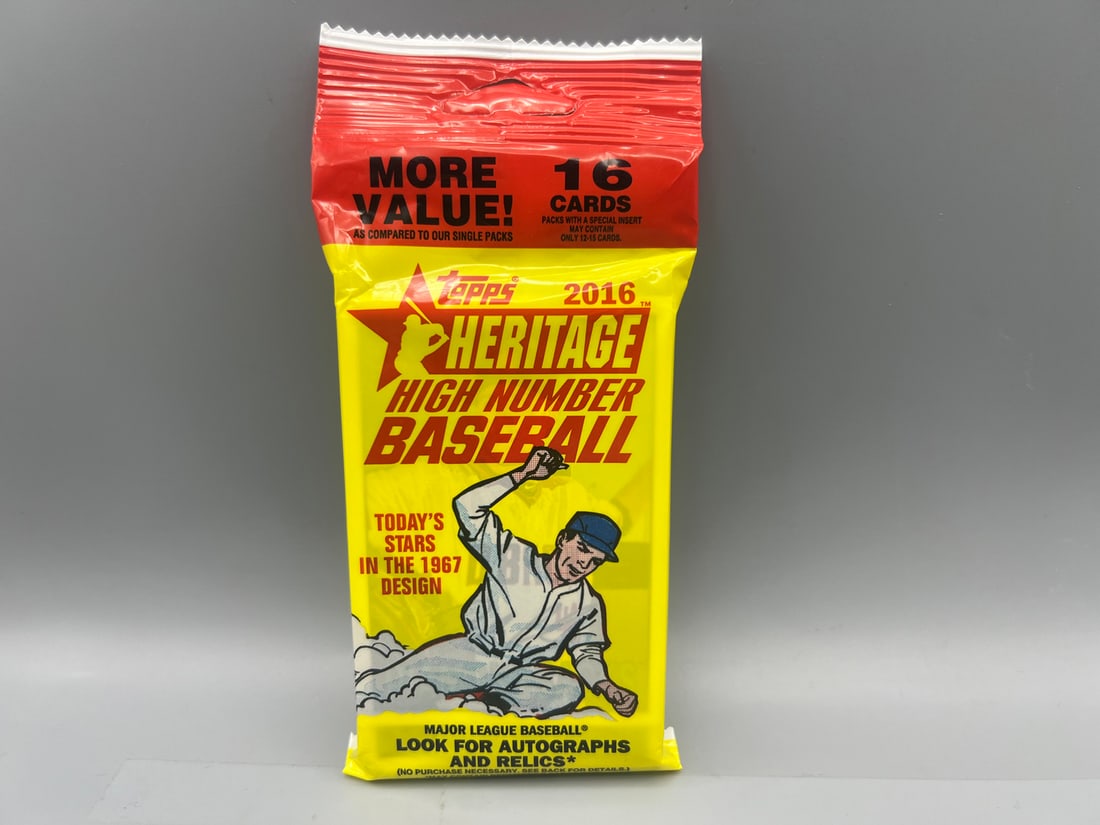 MORE
VALUE!
AS COMPARED TO OUR SINGLE PACKS
16
CARDS
PACKS WITH A SPECIAL INSERT
MAY CONTAIN
ONLY 12-15 CARDS.
Topps® 2016
HERITAGE™
HIGH NUMBER
BASEBALL
TODAY'S
STARS
IN THE 1967
DESIGN
MAJOR LEAGUE BASEBALL®
LOOK FOR AUTOGRAPHS
AND RELICS*
(NO PURCHASE NECESSARY. SEE BACK FOR DETAILS.)